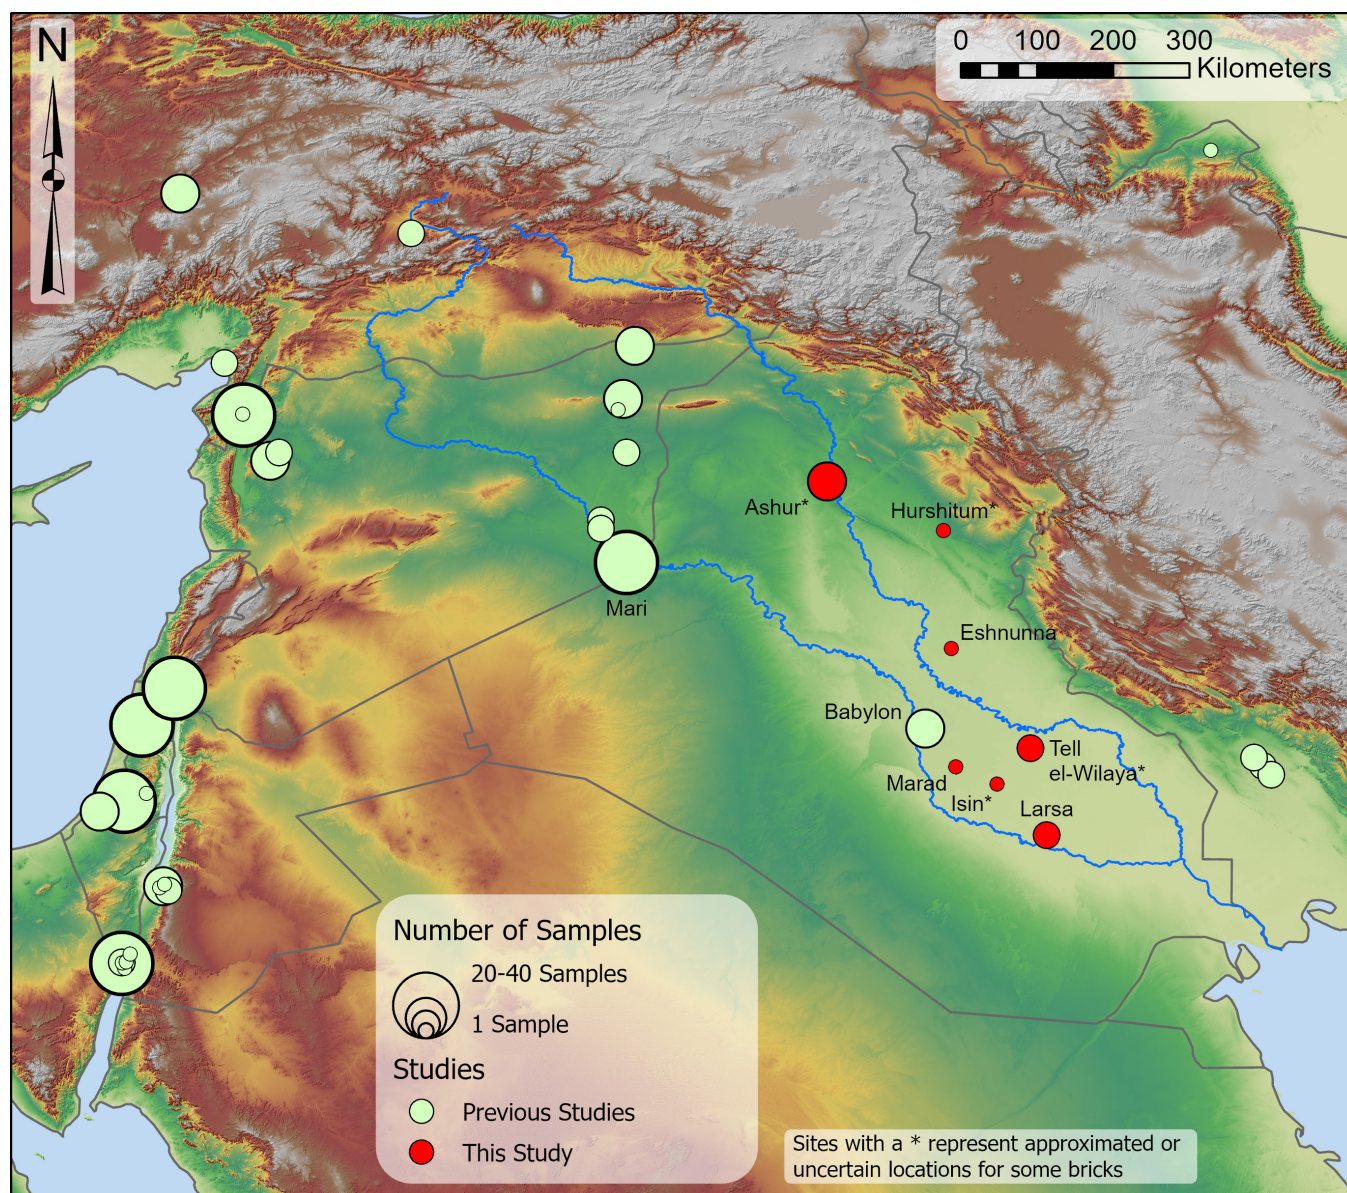 N
0 100 200 300
Kilometers
Ashur*
Hurshitum*
Mari
Eshnunna
Babylon
Tell
el-Wilaya*
Marad
Isin*
Larsa
Number of Samples
20-40 Samples
1 Sample
Studies
Previous Studies
This Study
Sites with a * represent approximated or
uncertain locations for some bricks